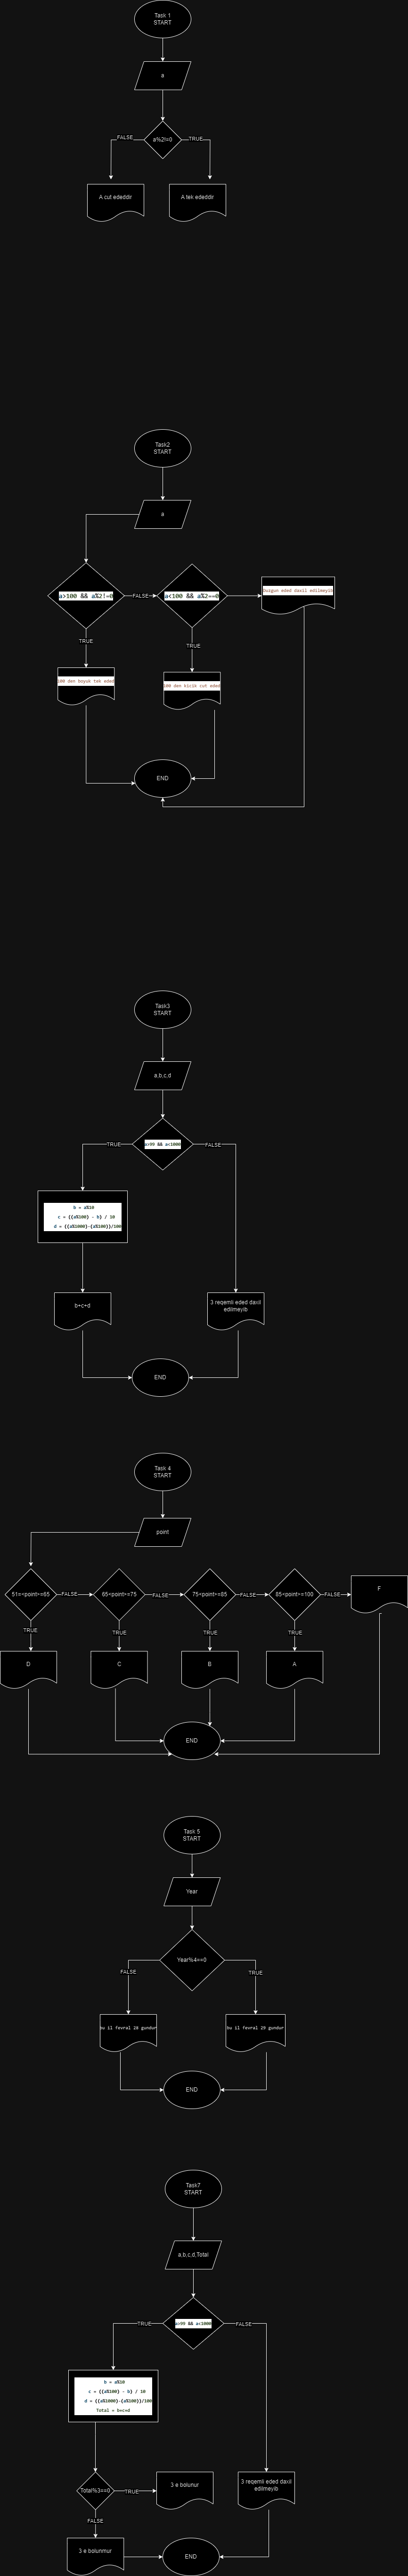 Task 1
START
a
a%2!=0
FALSE
TRUE
A cut ededdir
A tek ededdir
Task2
START
a
a>100 && a%2!=0
FALSE
a<100 && a%2==0
duzgun eded daxil edilmeyib
TRUE
TRUE
100 den boyuk tek eded
100 den kicik cut eded
END
Task3
START
a,b,c,d
a>99 && a<1000
TRUE
FALSE
b = a%10
c = ((a%100) - b) / 10
d = ((a%1000)-(a%100))/100
b+c+d
3 reqemli eded daxil
edilmeyib
END
Task 4
START
point
51=<point>=65
FALSE
65<point>=75
FALSE
75<point>=85
FALSE
85<point>=100
FALSE
F
TRUE
TRUE
TRUE
TRUE
D
C
B
A
END
Task 5
START
Year
Year%4==0
FALSE
TRUE
bu il fevral 28 gundur
bu il fevral 29 gundur
END
Task7
START
a,b,c,d,Total
a>99 && a<1000
TRUE
FALSE
b = a%10
c = ((a%100) - b) / 10
d = ((a%1000)-(a%100))/100
Total = b+c+d
Total%3==0
TRUE
3 e bolunur
3 reqemli eded daxil
edilmeyib
FALSE
3 e bolunmur
END